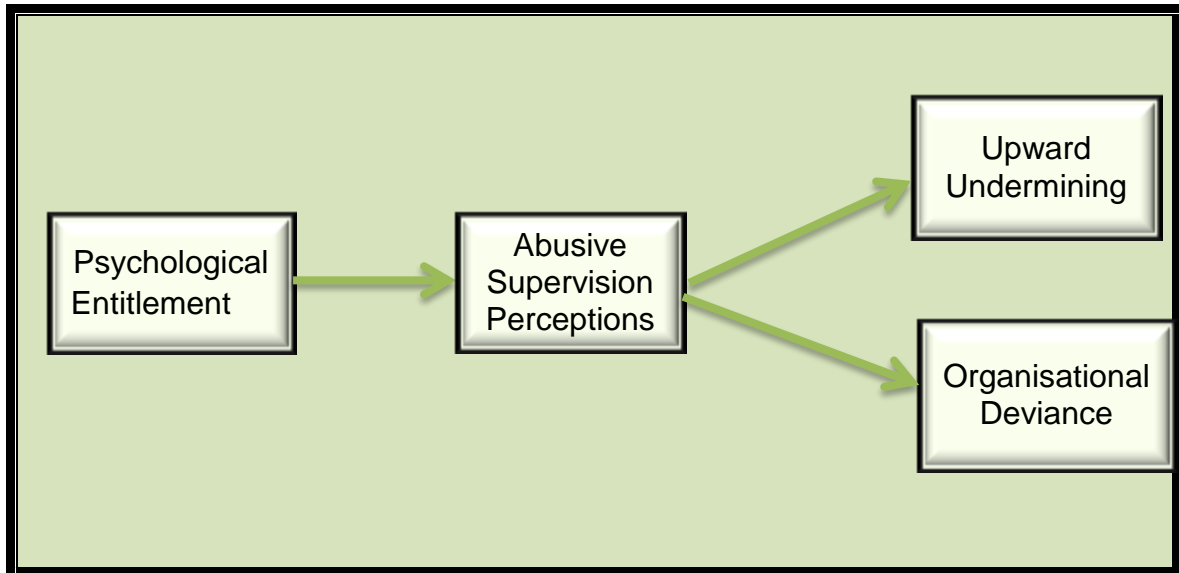 Psychological
Entitlement
Abusive
Supervision
Perceptions
Upward
Undermining
Organisational
Deviance